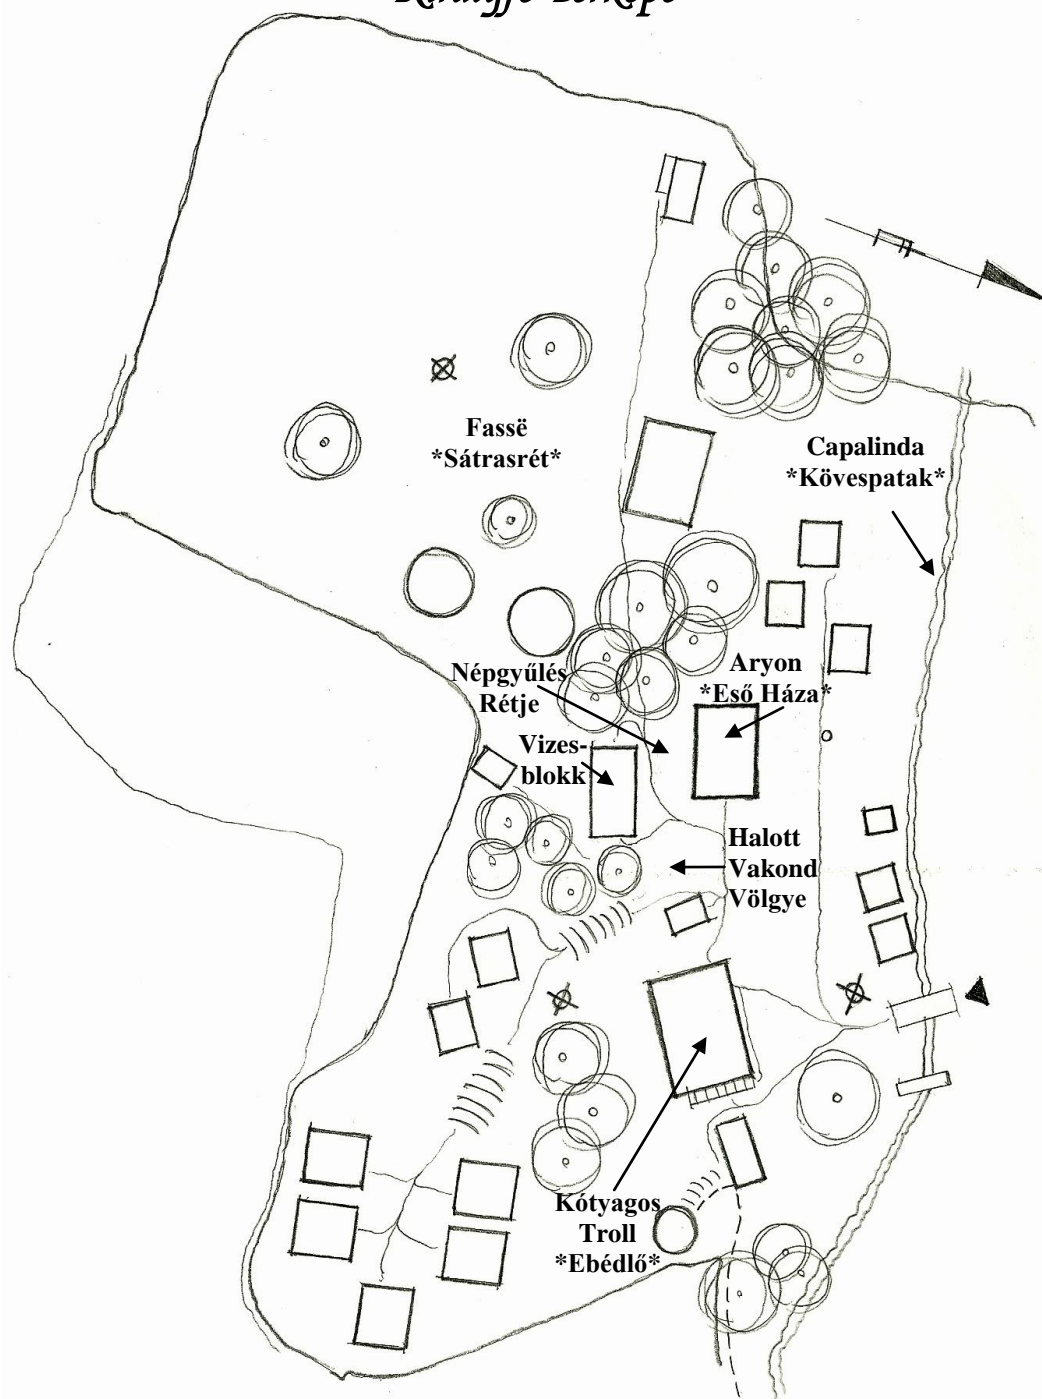 Fassë
*Sátrasrét*
Capalinda
*Kövespatak*
Népgyűlés
Rétje
Aryon
*Eső Háza*
Vizes-
blokk
Halott
Vakond
Völgye
Kótyagos
Troll
*Ebédlő*